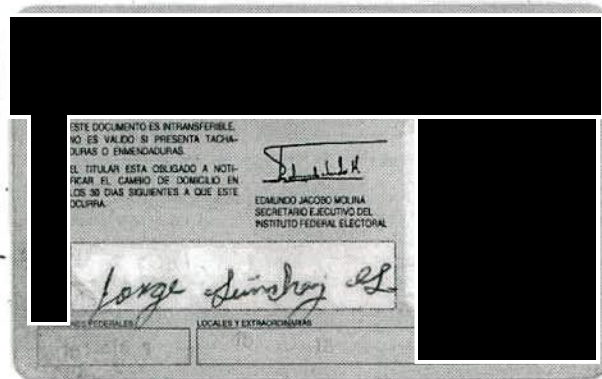 ESTE DOCUMENTO ES INTRANSFERIBLE,
NO ES VALIDO SI PRESENTA TACHA-
DURAS O ENMENDADURAS.
EL TITULAR ESTA OBLIGADO A NOTI-
FICAR EL CAMBIO DE DOMICILIO EN
LOS 30 DIAS SIGUIENTES A QUE ESTE
OCURRA.
EDMUNDO JACOBO MOLINA
SECRETARIO EJECUTIVO DEL
INSTITUTO FEDERAL ELECTORAL
Jorge
NES FEDERALES
LOCALES Y EXTRAORDINARIAS